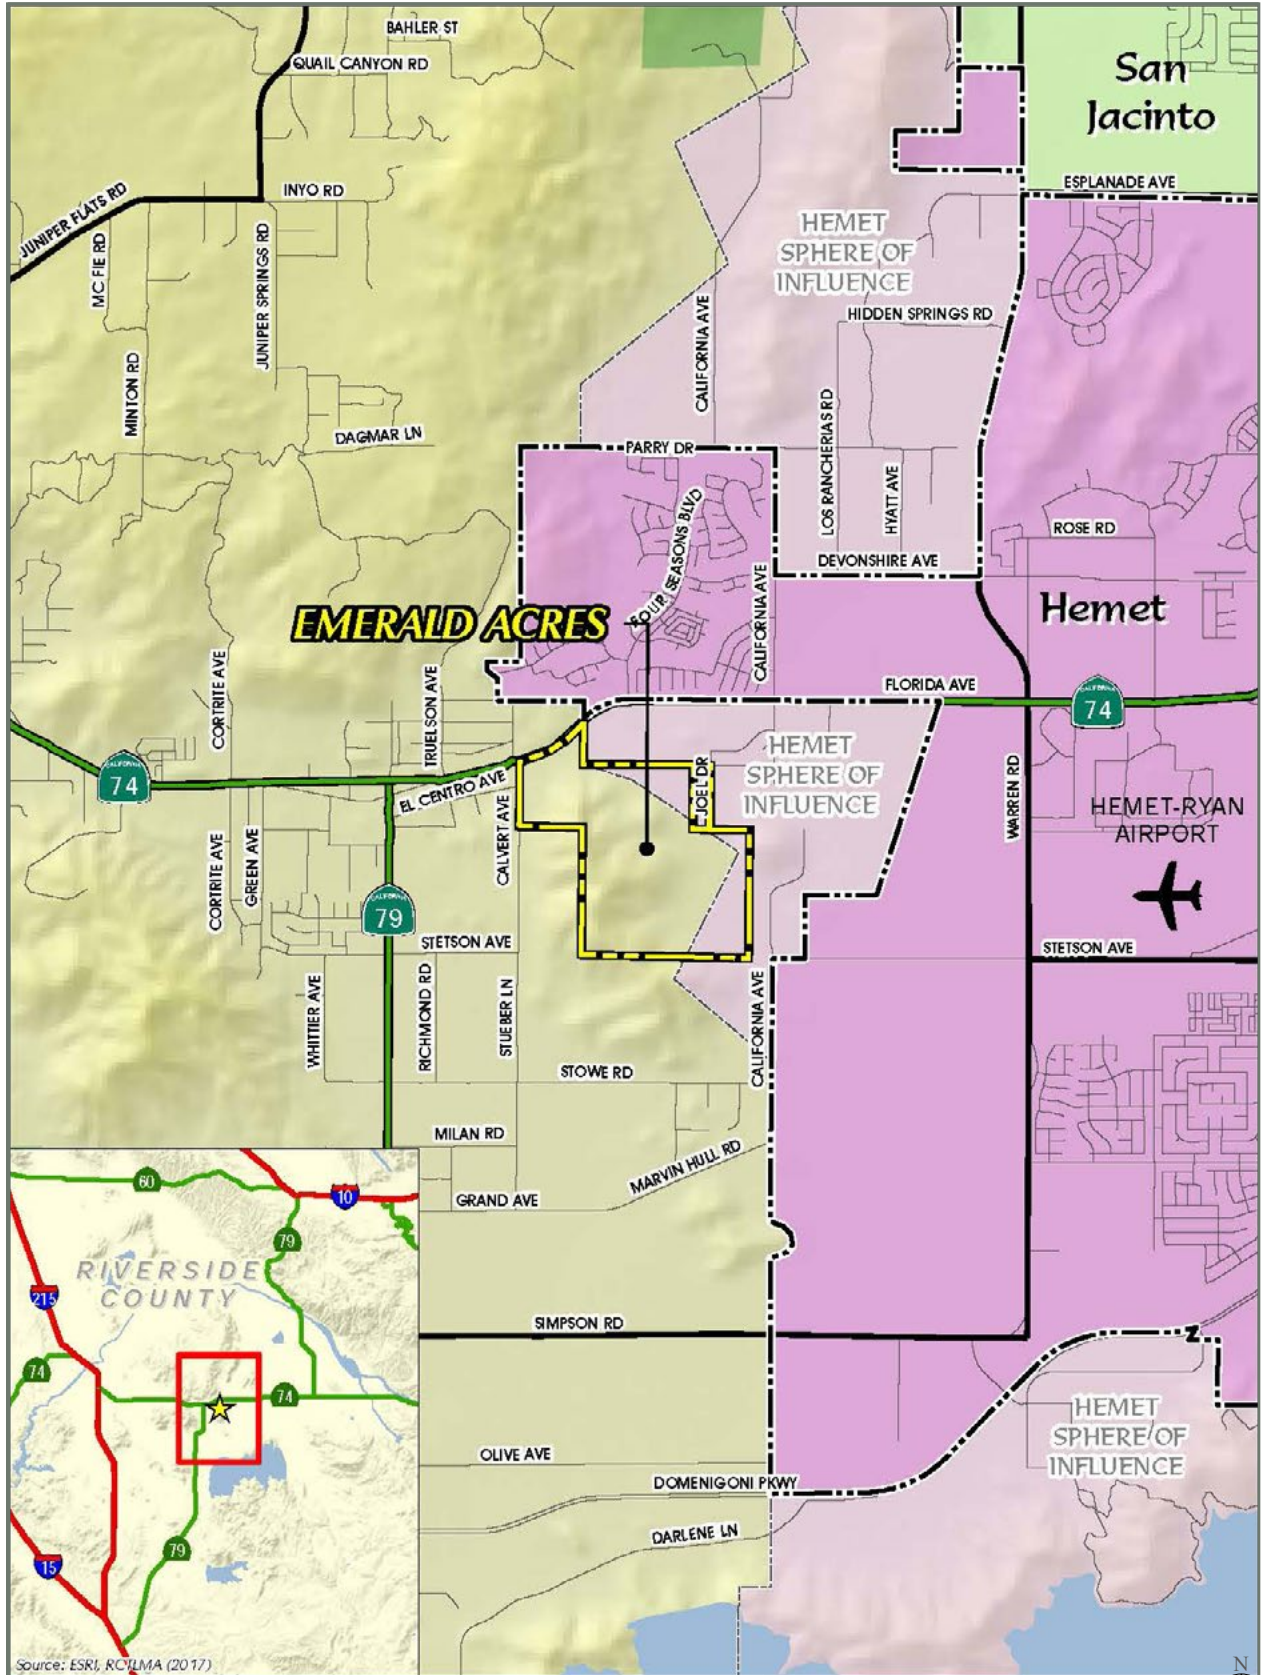 BAHLER ST
QUAIL CANYON RD
San
Jacinto
JUNIPER FLATS RD
INYO RD
ESPLANADE AVE
MC FIE RD
JUNIPER SPRINGS RD
HEMET
SPHERE OF
INFLUENCE
HIDDEN SPRINGS RD
CALIFORNIA AVE
MINTON RD
DAGMAR LN
PARRY DR
LOS RANCHERIAS RD
HYATT AVE
FOUR SEASONS BLVD
ROSE RD
DEVONSHIRE AVE
CALIFORNIA AVE
EMERALD ACRES
Hemet
CORTRITE AVE
TRUELSON AVE
FLORIDA AVE
CALIFORNIA
74
CALIFORNIA
74
EL CENTRO AVE
JOEL DR
HEMET
SPHERE OF
INFLUENCE
WARREN RD
HEMET-RYAN
AIRPORT
CALVERT AVE
CORTRITE AVE
GREEN AVE
CALIFORNIA
79
STETSON AVE
STETSON AVE
WHITTIER AVE
RICHMOND RD
STUEBER LN
CALIFORNIA AVE
STOWE RD
MILAN RD
MARVIN HULL RD
GRAND AVE
60
10
79
RIVERSIDE
COUNTY
215
SIMPSON RD
74
74
HEMET
SPHERE OF
INFLUENCE
OLIVE AVE
DOMENIGONI PKWY
DARLENE LN
79
15
Source: ESRI, RCTLMA (2017)
N